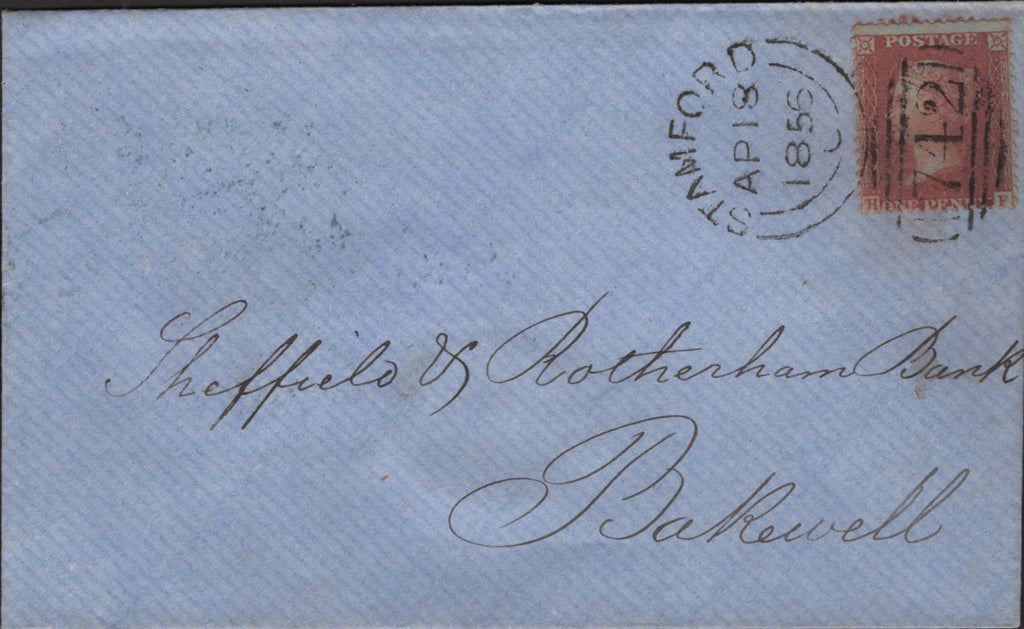 STAMFORD
AP 18
1856
C
POSTAGE
742
H ONE PENNY F
Sheffield & Rotherham Bank
Bakewell